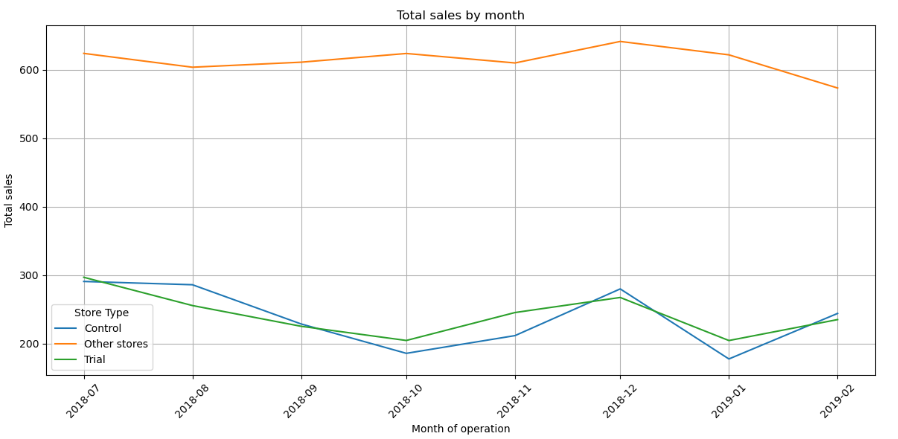 Total sales by month
Total sales
600
500
400
300
200
Store Type
Control
Other stores
Trial
2018-07
2018-08
2018-09
2018-10
2018-11
2018-12
2019-01
2019-02
Month of operation